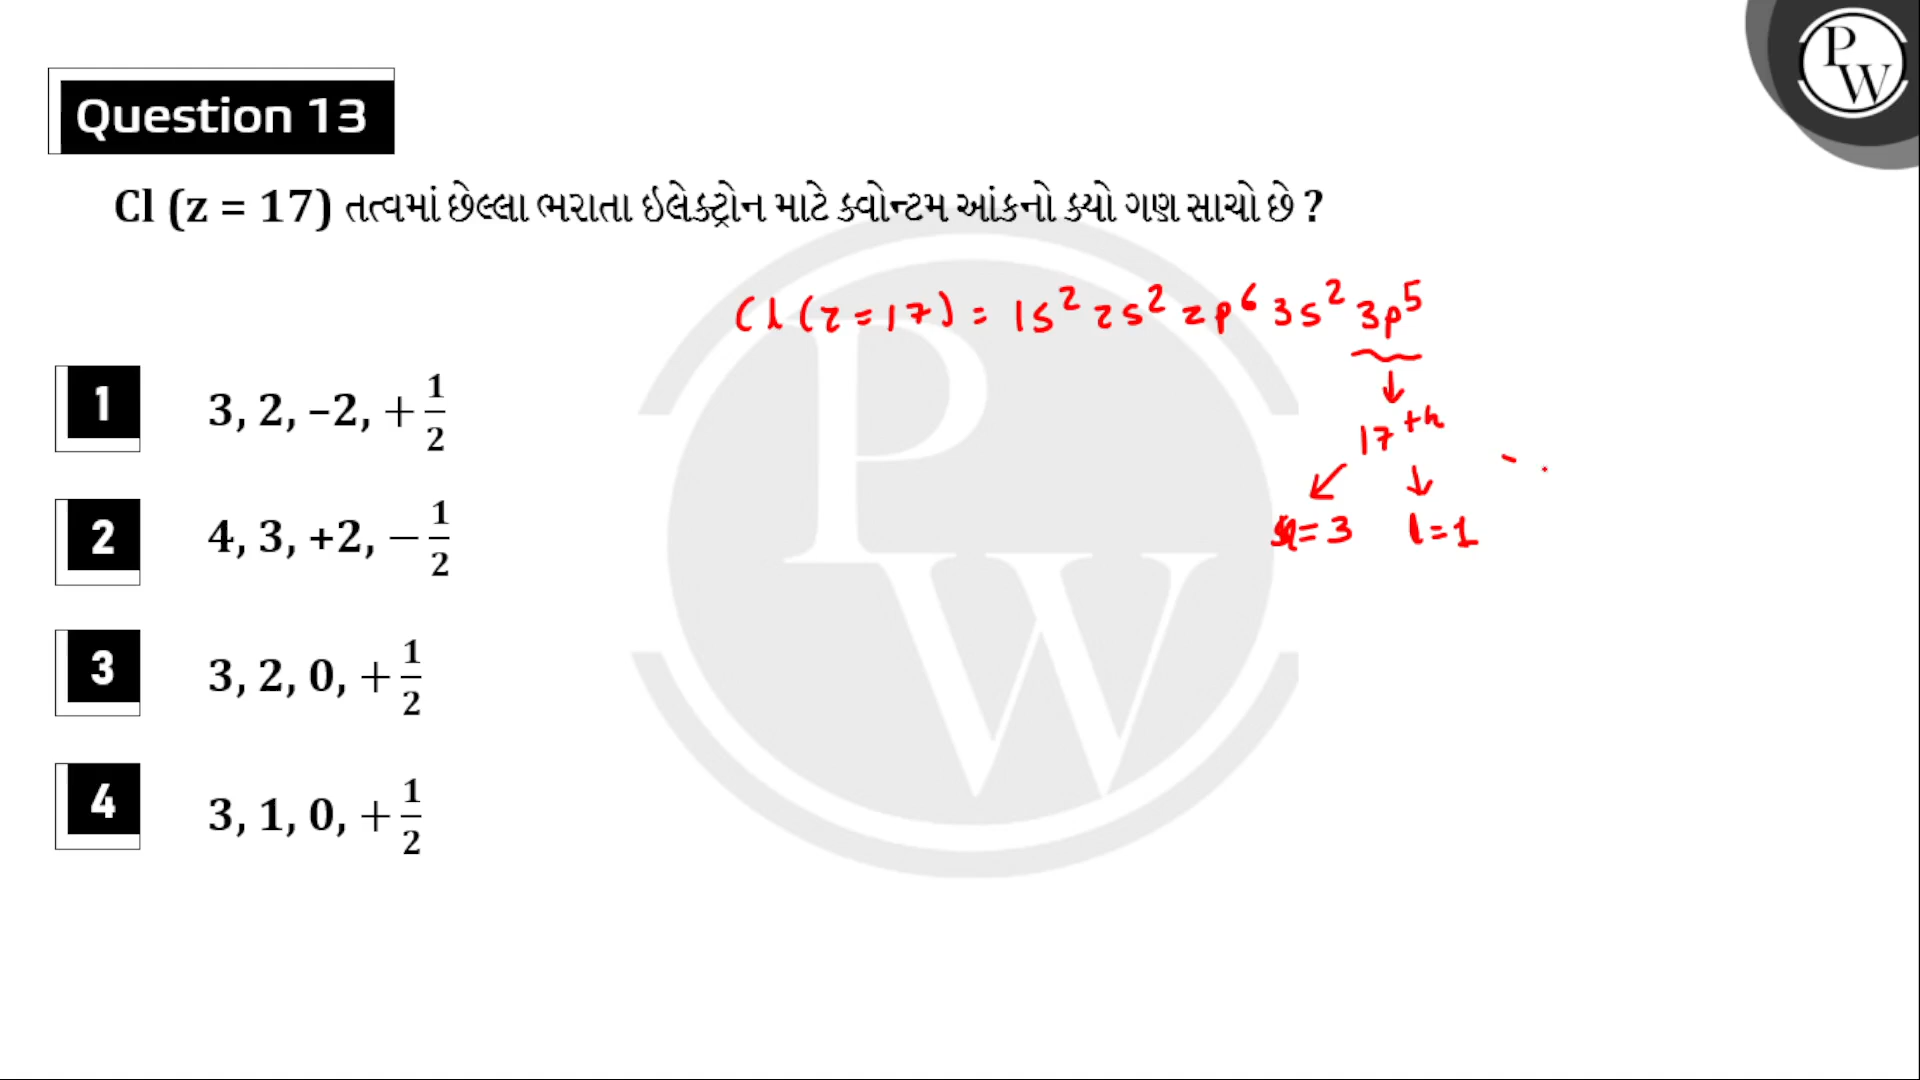 PW
Question 13
Cl (z = 17) તત્વમાં છેલ્લા ભરાતા ઇલેક્ટ્રોન માટે ક્વોન્ટમ આંકનો ક્યો ગણ સાચો છે ?
Cl (z=17) = 1s² 2s² 2p⁶ 3s² 3p⁵
17th
n=3 l=1
1 3, 2, –2, +1/2
2 4, 3, +2, −1/2
3 3, 2, 0, +1/2
4 3, 1, 0, +1/2